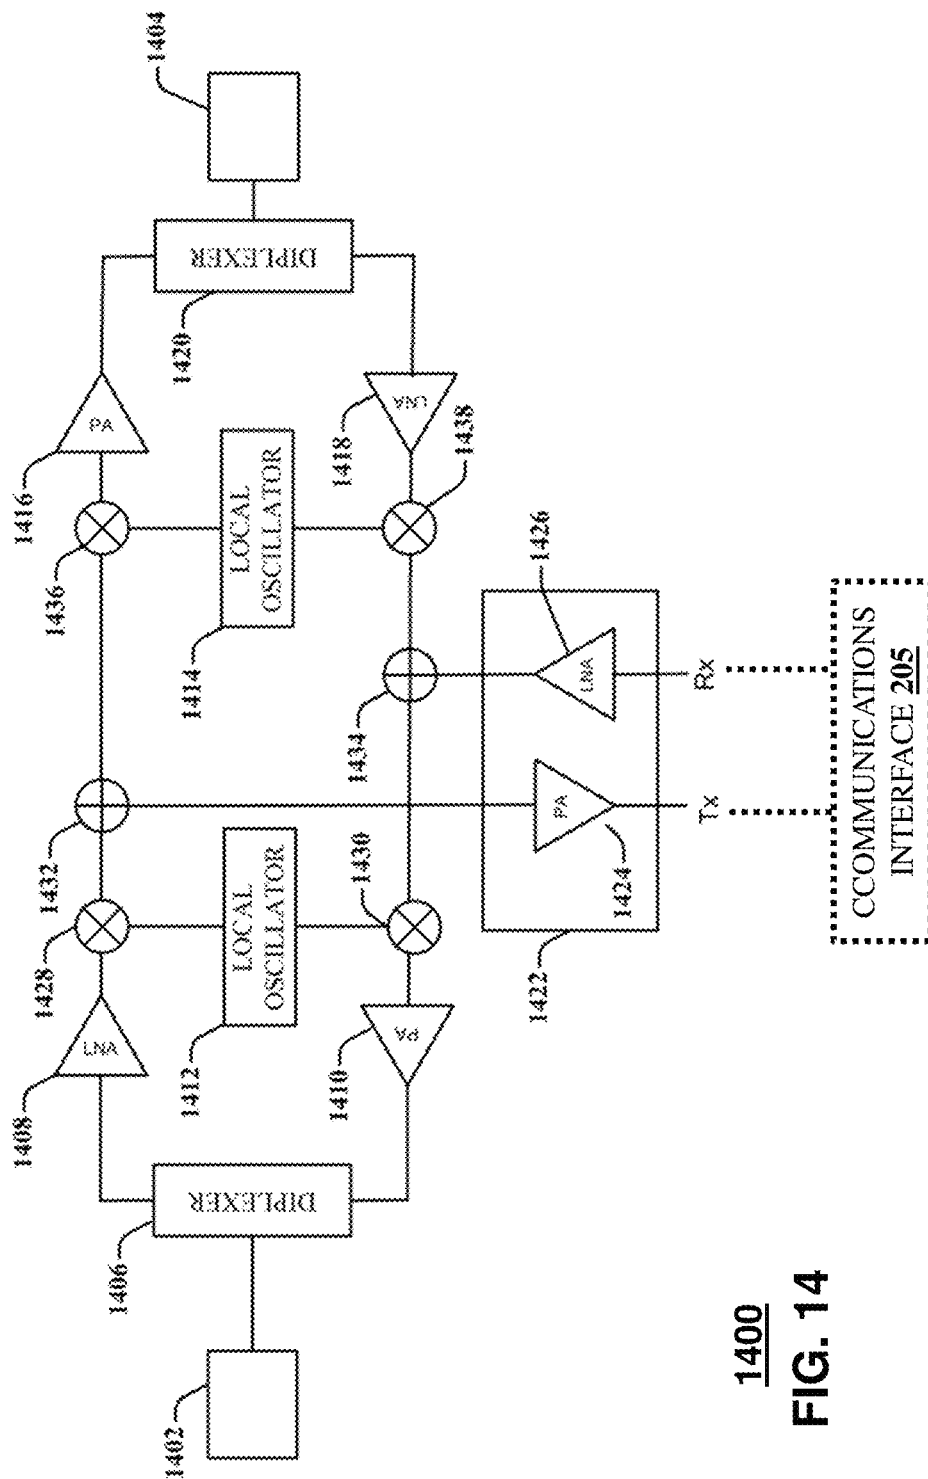 1408
1416
1428
1432
1436
LNA
PA
1406
1404
1402
1420
1412
1414
DIPLEXER
LOCAL
OSCILLATOR
LOCAL
OSCILLATOR
DIPLEXER
1410
1430
1434
1418
1438
PA
LNA
1422
1424
1426
PA
LNA
Tx
Rx
CCOMMUNICATIONS
INTERFACE 205
1400
FIG. 14